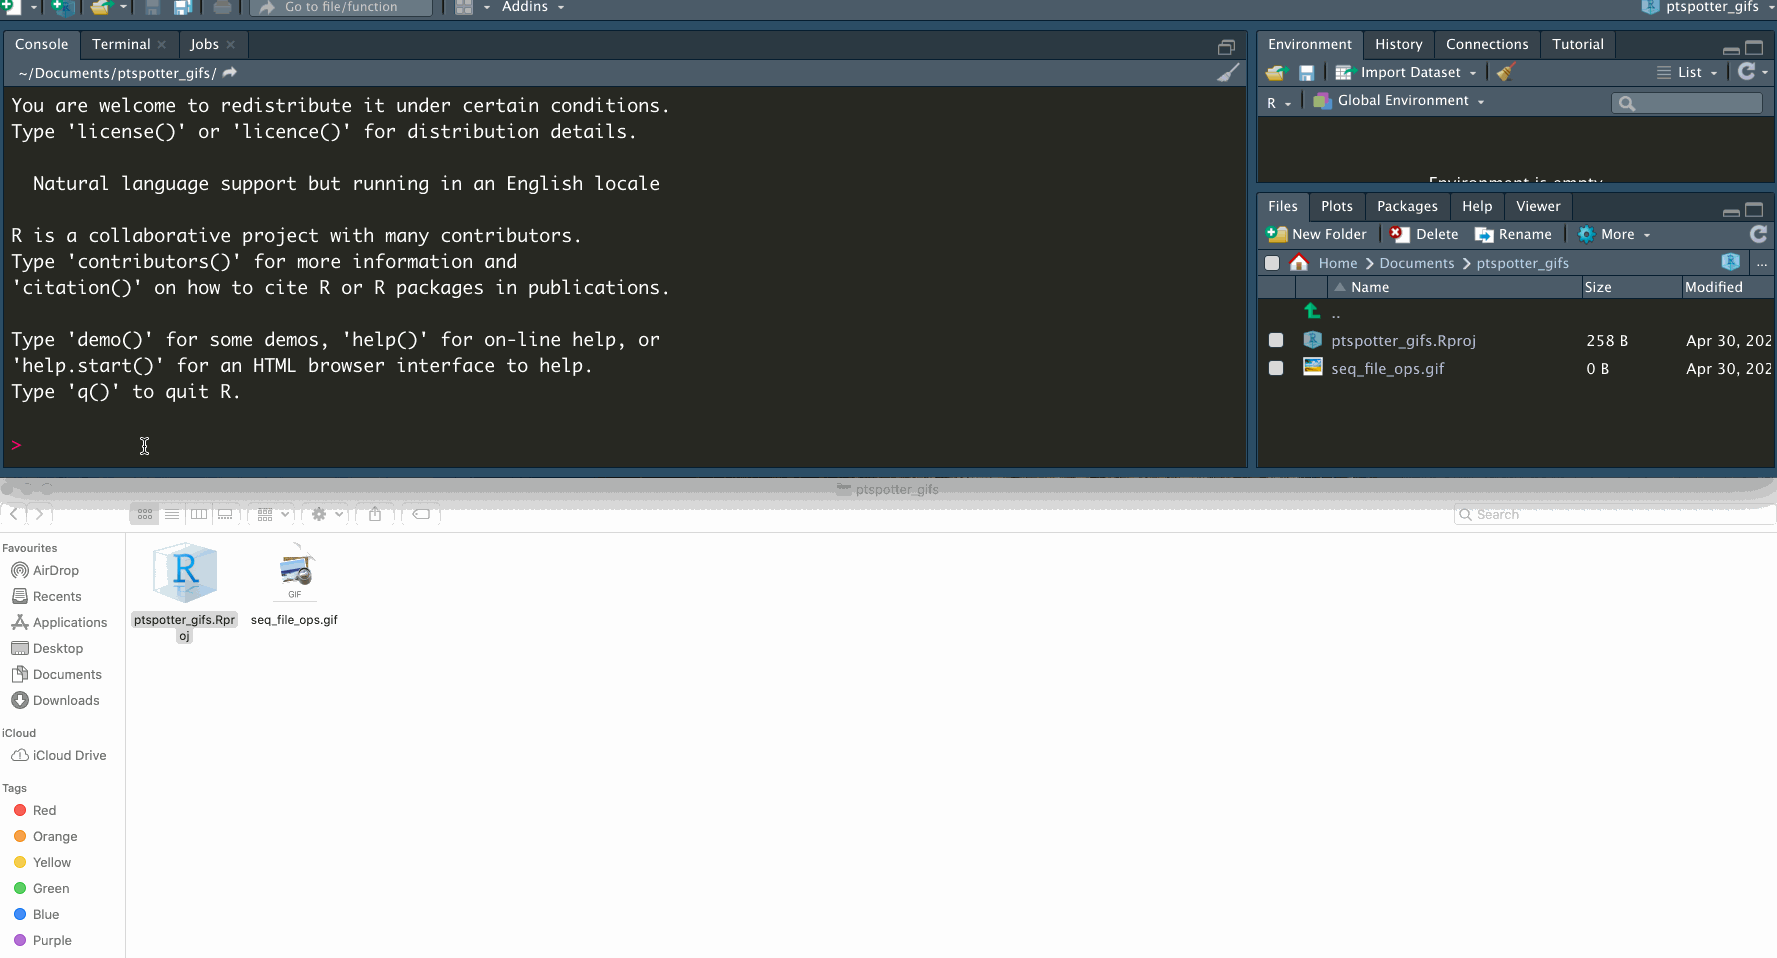 Go to file/function
Addins
ptspotter_gifs
Console
Terminal
Jobs
~/Documents/ptspotter_gifs/
You are welcome to redistribute it under certain conditions.
Type 'license()' or 'licence()' for distribution details.
Natural language support but running in an English locale
R is a collaborative project with many contributors.
Type 'contributors()' for more information and
'citation()' on how to cite R or R packages in publications.
Type 'demo()' for some demos, 'help()' for on-line help, or
'help.start()' for an HTML browser interface to help.
Type 'q()' to quit R.
>
Environment
History
Connections
Tutorial
Import Dataset
List
R
Global Environment
Environment is empty
Files
Plots
Packages
Help
Viewer
New Folder
Delete
Rename
More
Home
Documents
ptspotter_gifs
...
Name
Size
Modified
..
ptspotter_gifs.Rproj
258 B
Apr 30, 202
seq_file_ops.gif
0 B
Apr 30, 202
ptspotter_gifs
Search
Favourites
AirDrop
Recents
Applications
Desktop
Documents
Downloads
iCloud
iCloud Drive
Tags
Red
Orange
Yellow
Green
Blue
Purple
R
ptspotter_gifs.Rpr
oj
GIF
seq_file_ops.gif